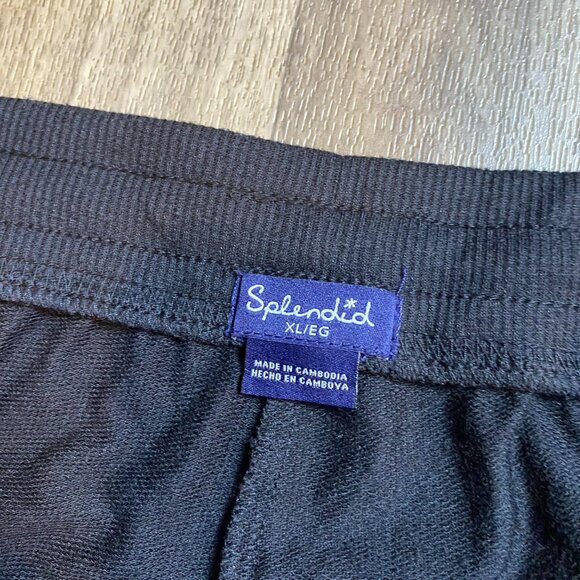 Splendid
XL/EG
MADE IN CAMBODIA
HECHO EN CAMBOYA